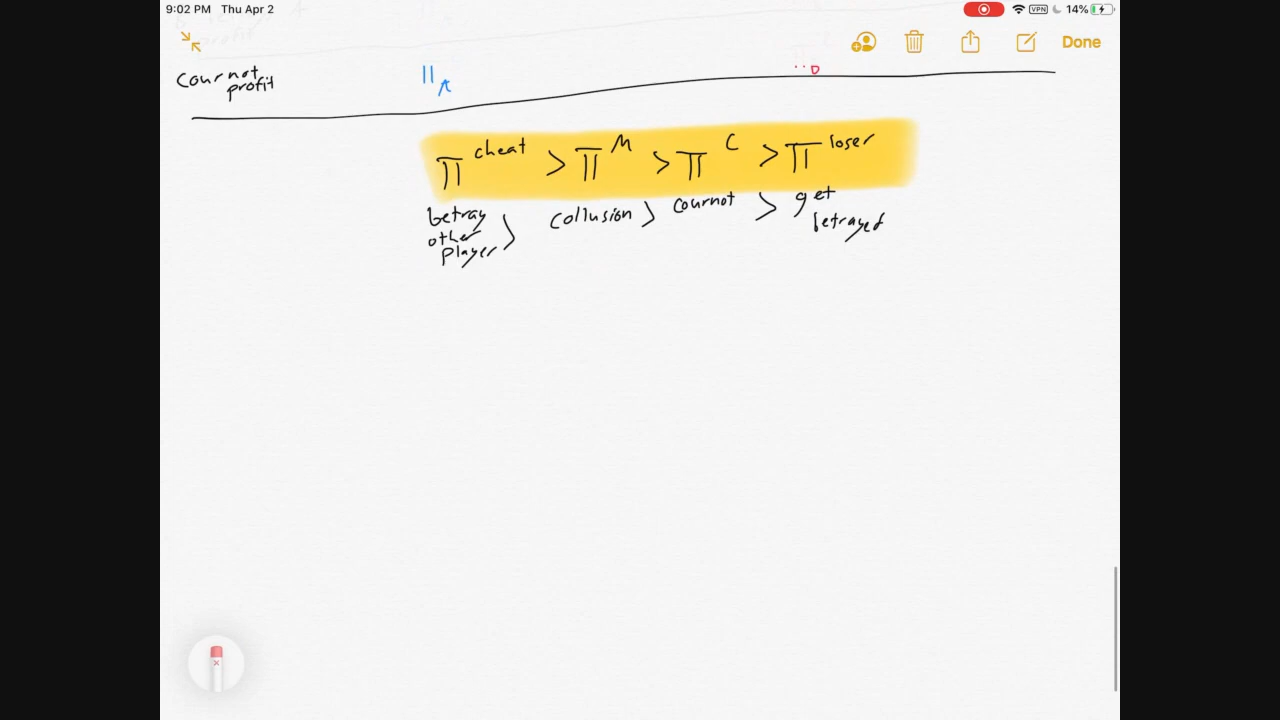 9:02 PM Thu Apr 2
VPN 14%
Done
Cournot
profit
π^cheat > π^M > π^C > π^loser
betray
other
player > collusion > cournot > get
betrayed